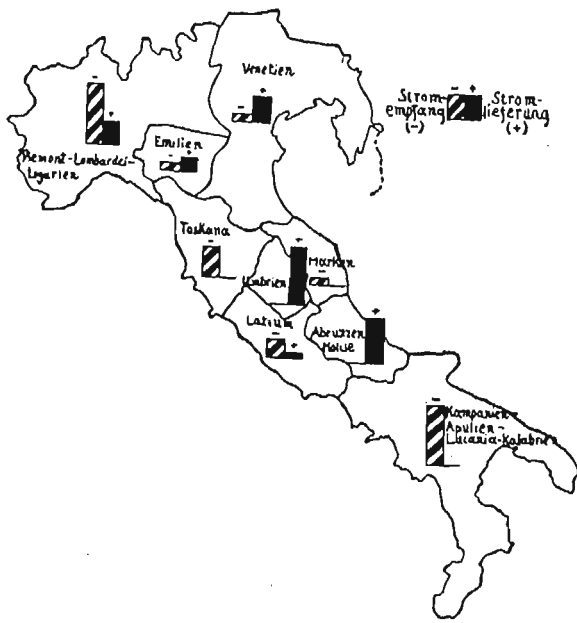 Venetien
-
+
Strom-
empfang
(-)
-
+
Strom-
lieferung
(+)
-
+
Piemont-Lombardei-
Ligurien
Emilien
-
+
Toskana
-
Umbrien
+
Marken
-
Latium
-
+
Abruzzen
Molise
+
-
Kampanien-
Apulien-
Lucania-Kalabrien